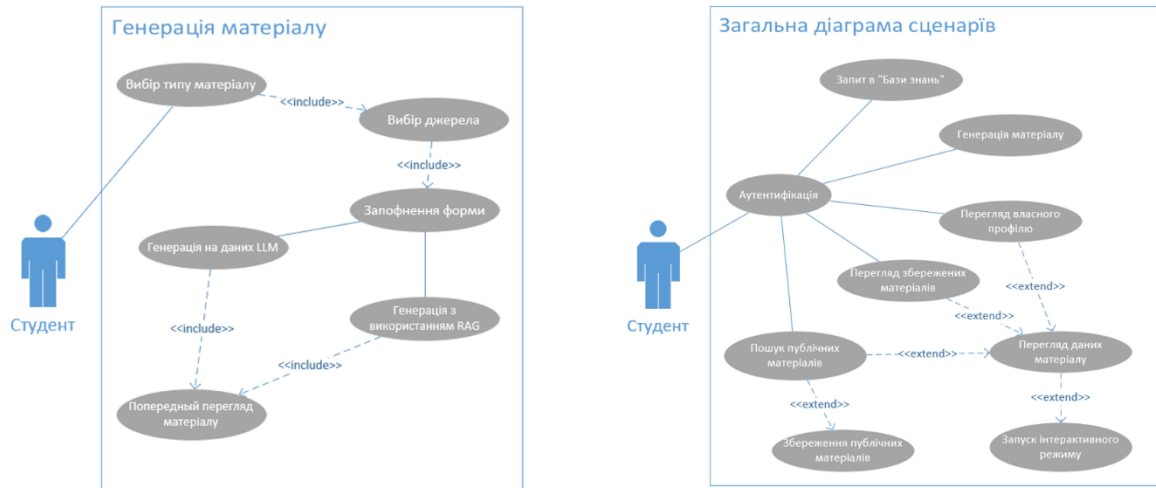 Генерація матеріалу
Вибір типу матеріалу
<<include>>
Вибір джерела
<<include>>
Запофнення форми
Генерація на даних LLM
<<include>>
Генерація з
використанням RAG
<<include>>
Попередный перегляд
матеріалу
Студент
Загальна діаграма сценарїв
Запит в "Бази знань"
Генерація матеріалу
Аутентифікація
Перегляд власного
профілю
Перегляд збережених
матеріалів
<<extend>>
<<extend>>
Студент
Пошук публічних
матеріалів
<<extend>>
Перегляд даних
матеріалу
<<extend>>
<<extend>>
Збереження публічних
матеріалів
Запуск інтерактивного
режиму